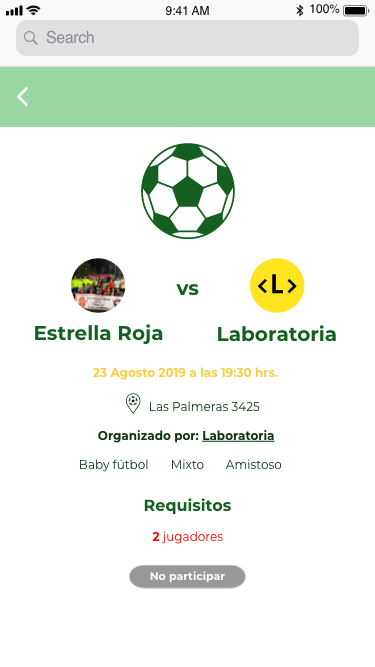 9:41 AM
100%
Search
vs
<L>
Estrella Roja
Laboratoria
23 Agosto 2019 a las 19:30 hrs.
Las Palmeras 3425
Organizado por: Laboratoria
Baby fútbol Mixto Amistoso
Requisitos
2 jugadores
No participar